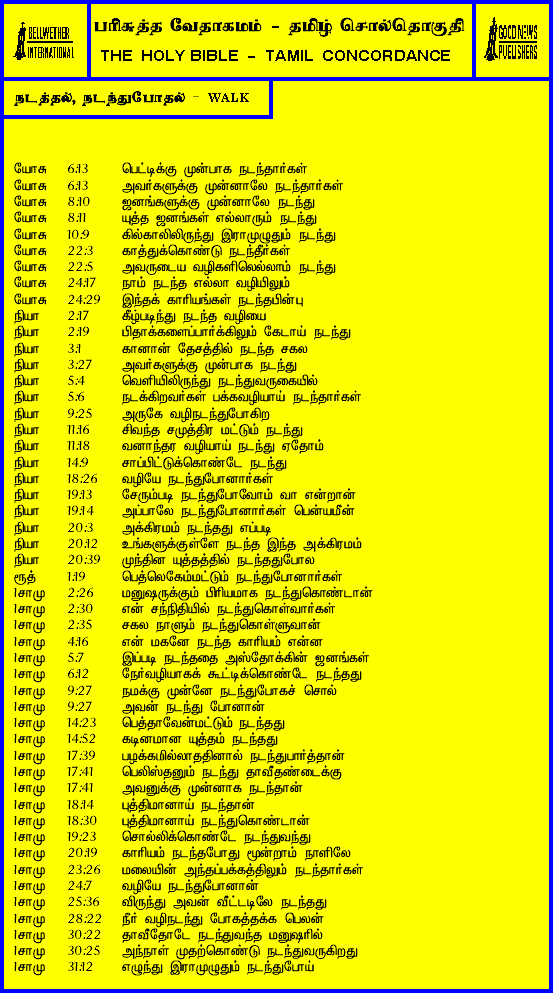 BELLWETHER
INTERNATIONAL
பரிசுத்த வேதாகமம் - தமிழ் சொல்தொகுதி
THE HOLY BIBLE - TAMIL CONCORDANCE
GOOD NEWS
PUBLISHERS
நடத்தல், நடந்துபோதல் - WALK
யோசு 6:13 பெட்டிக்கு முன்பாக நடந்தார்கள்
யோசு 6:13 அவர்களுக்கு முன்னாலே நடந்தார்கள்
யோசு 8:10 ஜனங்களுக்கு முன்னாலே நடந்து
யோசு 8:11 யுத்த ஜனங்கள் எல்லாரும் நடந்து
யோசு 10:9 கில்காலிலிருந்து இராமுழுதும் நடந்து
யோசு 22:3 காத்துக்கொண்டு நடந்தீர்கள்
யோசு 22:5 அவருடைய வழிகளிலெல்லாம் நடந்து
யோசு 24:17 நாம் நடந்த எல்லா வழியிலும்
யோசு 24:29 இந்தக் காரியங்கள் நடந்தபின்பு
நியா 2:17 கீழ்படிந்து நடந்த வழியை
நியா 2:19 பிதாக்களைப்பார்க்கிலும் கேடாய் நடந்து
நியா 3:1 கானான் தேசத்தில் நடந்த சகல
நியா 3:27 அவர்களுக்கு முன்பாக நடந்து
நியா 5:4 வெளியிலிருந்து நடந்துவருகையில்
நியா 5:6 நடக்கிறவர்கள் பக்கவழியாய் நடந்தார்கள்
நியா 9:25 அருகே வழிநடந்துபோகிற
நியா 11:16 சிவந்த சமுத்திர மட்டும் நடந்து
நியா 11:18 வனாந்தர வழியாய் நடந்து ஏதோம்
நியா 14:9 சாப்பிட்டுக்கொண்டே நடந்து
நியா 18:26 வழியே நடந்துபோனார்கள்
நியா 19:13 சேரும்படி நடந்துபோவோம் வா என்றான்
நியா 19:14 அப்பாலே நடந்துபோனார்கள் பென்யமீன்
நியா 20:3 அக்கிரமம் நடந்தது எப்படி
நியா 20:12 உங்களுக்குள்ளே நடந்த இந்த அக்கிரமம்
நியா 20:39 முந்தின யுத்தத்தில் நடந்ததுபோல
ரூத் 1:19 பெத்லெகேம்மட்டும் நடந்துபோனார்கள்
1சாமு 2:26 மனுஷருக்கும் பிரியமாக நடந்துகொண்டான்
1சாமு 2:30 என் சந்நிதியில் நடந்துகொள்வார்கள்
1சாமு 2:35 சகல நாளும் நடந்துகொள்ளுவான்
1சாமு 4:16 என் மகனே நடந்த காரியம் என்ன
1சாமு 5:7 இப்படி நடந்ததை அஸ்தோக்கின் ஜனங்கள்
1சாமு 6:12 நேர்வழியாகக் கூட்டிக்கொண்டே நடந்தது
1சாமு 9:27 நமக்கு முன்னே நடந்துபோகச் சொல்
1சாமு 9:27 அவன் நடந்து போனான்
1சாமு 14:23 பெத்தாவேன்மட்டும் நடந்தது
1சாமு 14:52 கடினமான யுத்தம் நடந்தது
1சாமு 17:39 பழக்கமில்லாததினால் நடந்துபார்த்தான்
1சாமு 17:41 பெலிஸ்தனும் நடந்து தாவீதண்டைக்கு
1சாமு 17:41 அவனுக்கு முன்னாக நடந்தான்
1சாமு 18:14 புத்திமானாய் நடந்தான்
1சாமு 18:30 புத்திமானாய் நடந்துகொண்டான்
1சாமு 19:23 சொல்லிக்கொண்டே நடந்துவந்து
1சாமு 20:19 காரியம் நடந்தபோது மூன்றாம் நாளிலே
1சாமு 23:26 மலையின் அந்தப்பக்கத்திலும் நடந்தார்கள்
1சாமு 24:7 வழியே நடந்துபோனான்
1சாமு 25:36 விருந்து அவன் வீட்டடிலே நடந்தது
1சாமு 28:22 நீர் வழிநடந்து போகத்தக்க பெலன்
1சாமு 30:22 தாவீதோடே நடந்துவந்த மனுஷரில்
1சாமு 30:25 அந்நாள் முதற்கொண்டு நடந்துவருகிறது
1சாமு 31:12 எழுந்து இராமுழுதும் நடந்துபோய்